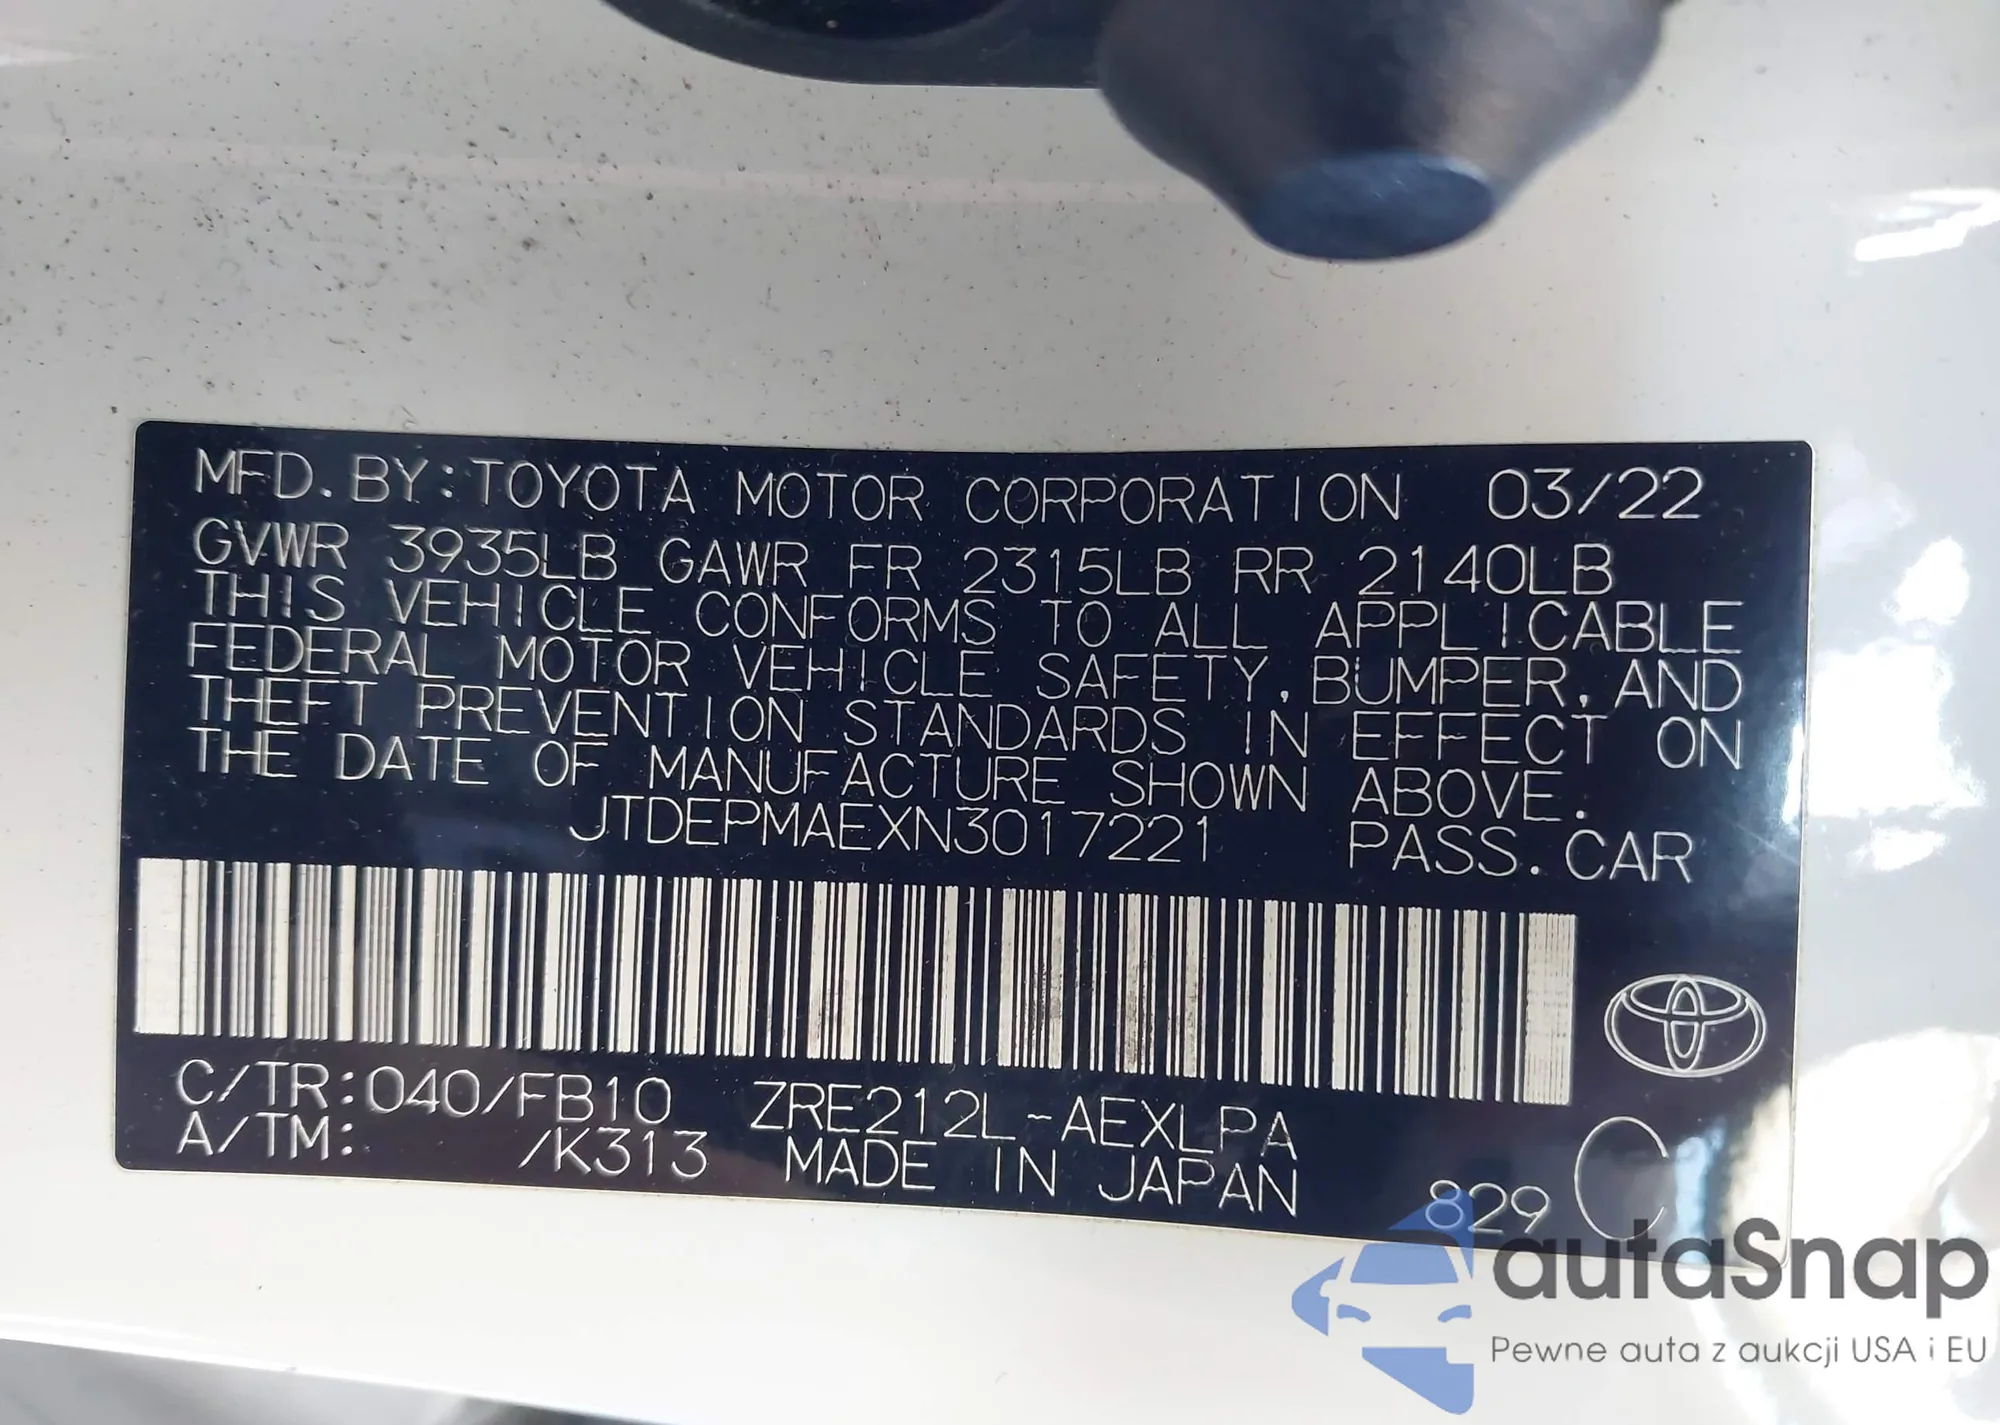 MFD.BY:TOYOTA MOTOR CORPORATION 03/22
GVWR 3935LB GAWR FR 2315LB RR 2140LB
THIS VEHICLE CONFORMS TO ALL APPLICABLE
FEDERAL MOTOR VEHICLE SAFETY,BUMPER,AND
THEFT PREVENTION STANDARDS IN EFFECT ON
THE DATE OF MANUFACTURE SHOWN ABOVE.
JTDEPMAEXN3017221 PASS.CAR
C/TR:040/FB10 ZRE212L-AEXLPA
A/TM: /K313 MADE IN JAPAN 829 C
autaSnap
Pewne auta z aukcji USA i EU